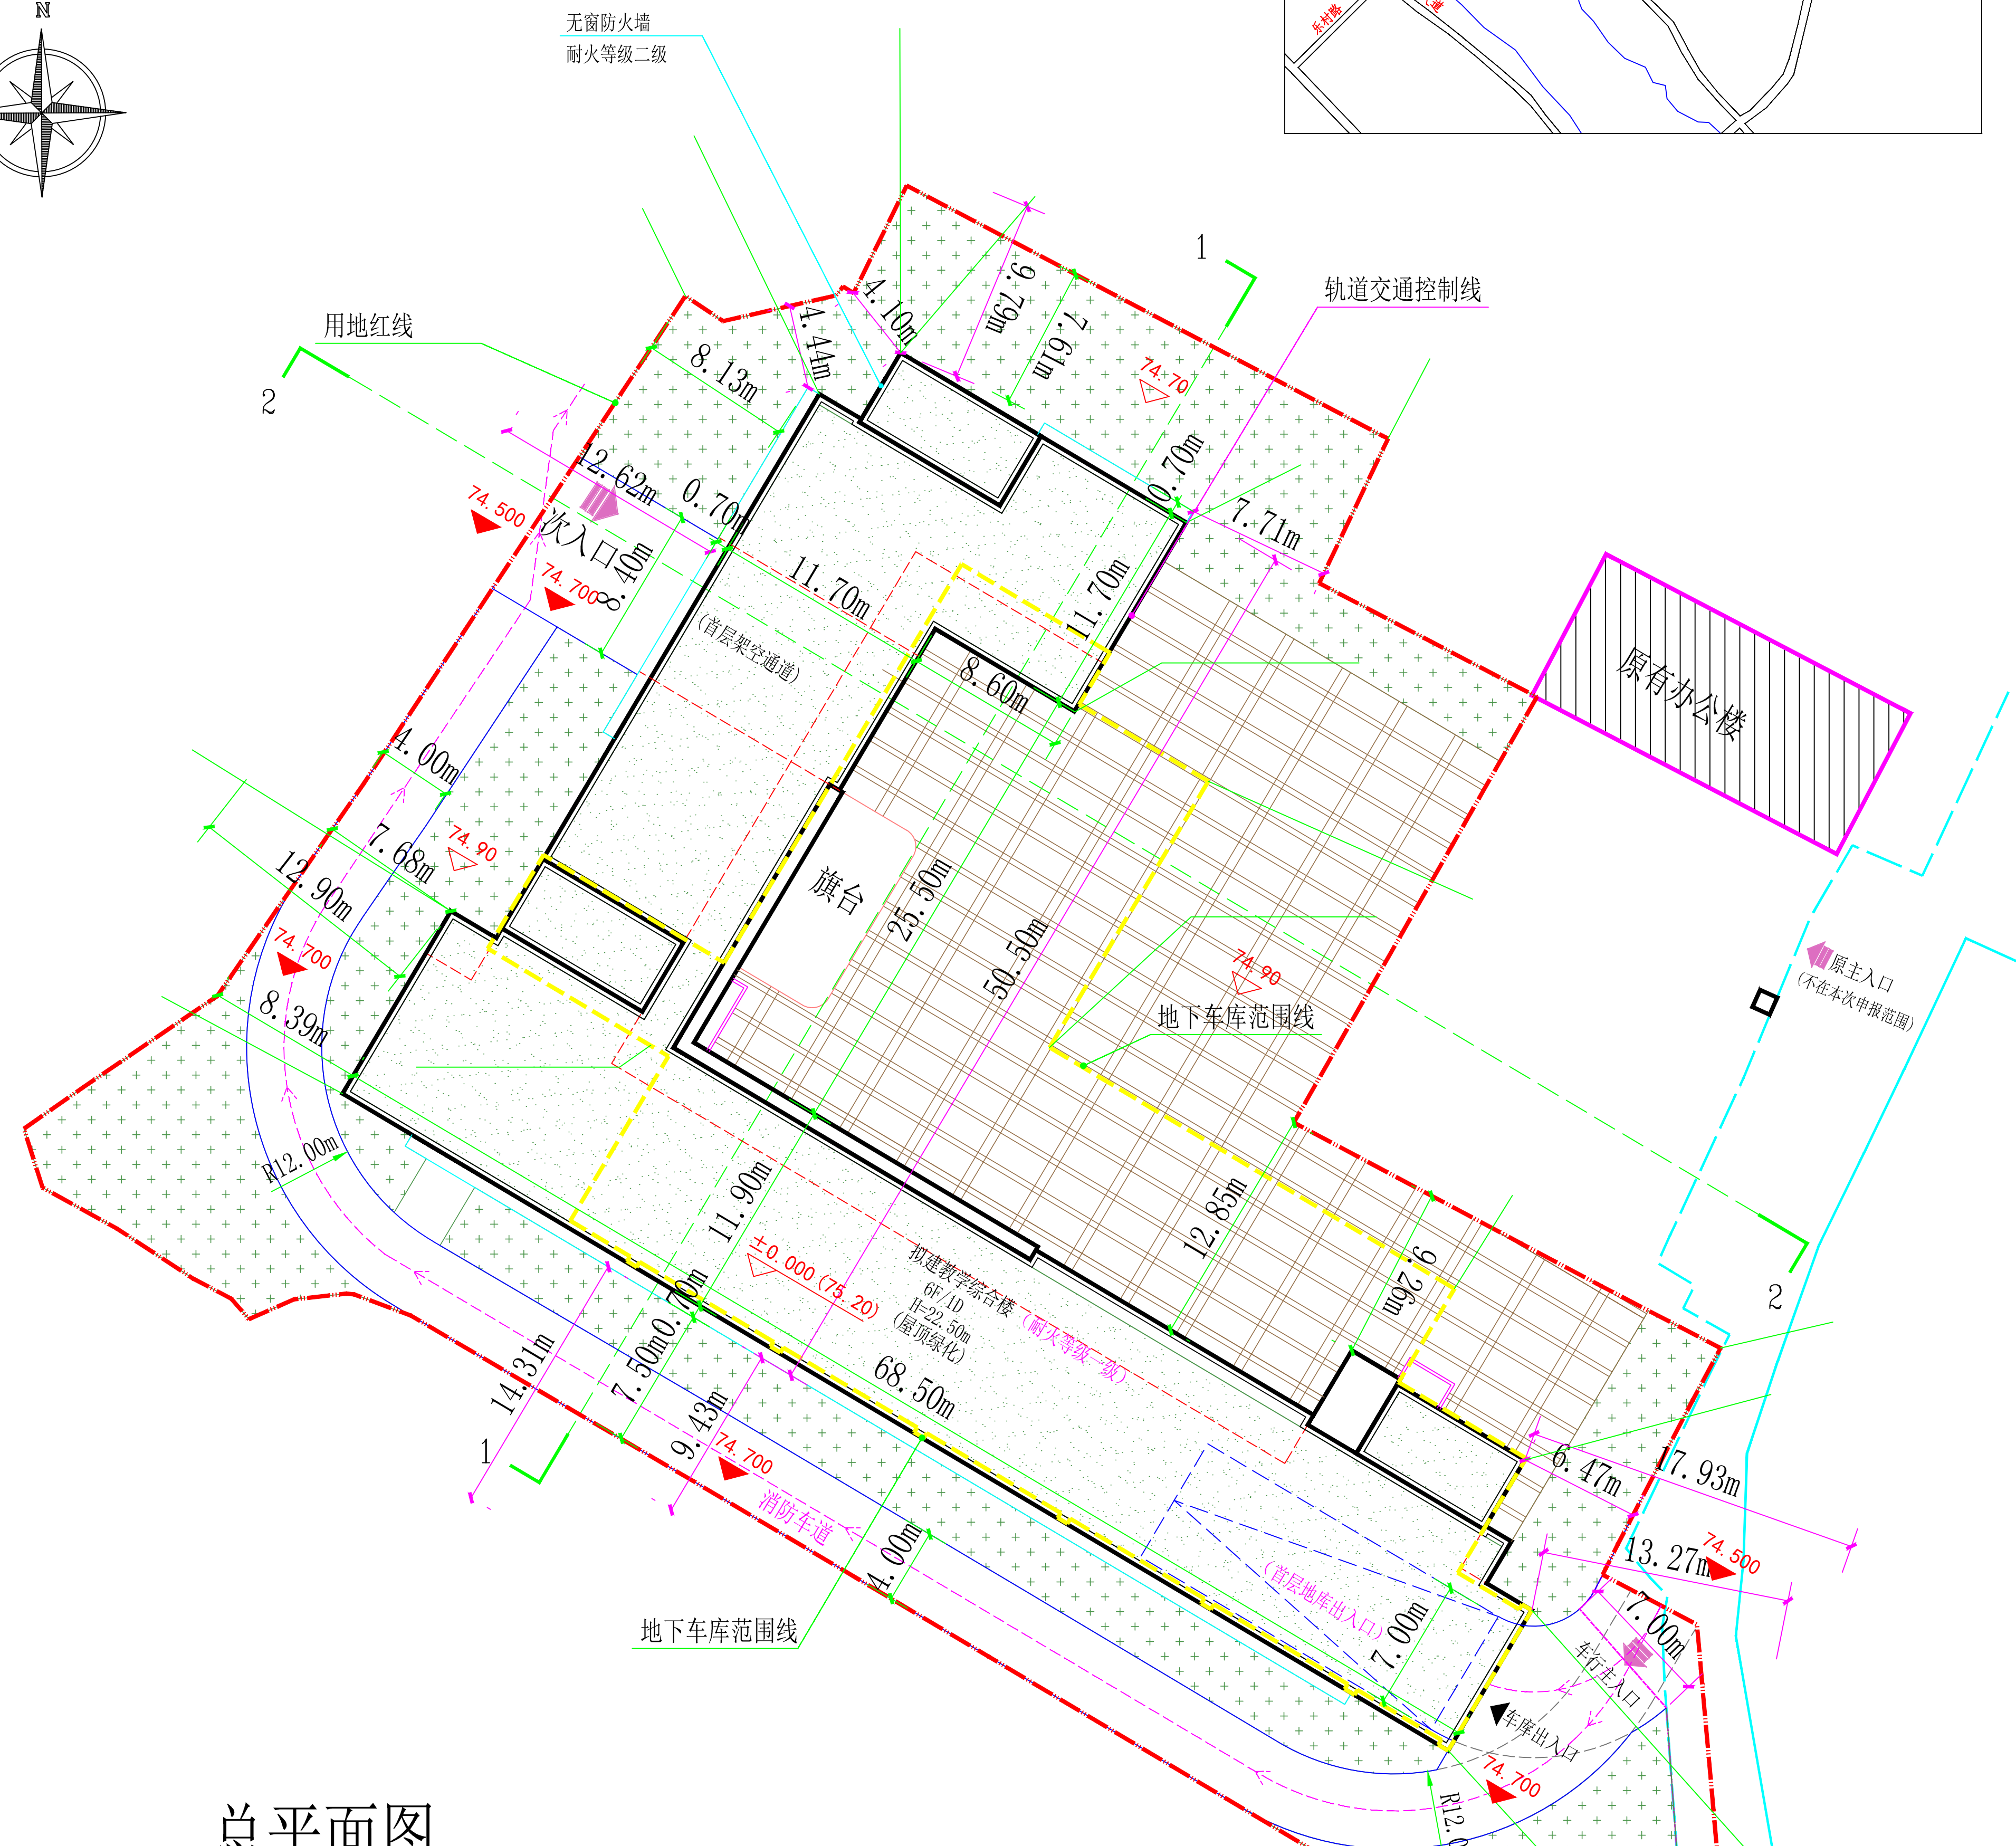 N
无窗防火墙
耐火等级二级
乐村路
道
1
轨道交通控制线
用地红线
2
4.10m
9.79m
7.61m
4.44m
8.13m
74.70
0.70m
7.71m
12.62m
0.70m
74.500
次入口
8.40m
74.700
11.70m
11.70m
(首层架空通道)
8.60m
原有办公楼
4.00m
7.68m
74.90
12.90m
旗台
25.50m
50.50m
74.90
地下车库范围线
原主入口
(不在本次申报范围)
74.700
8.39m
R12.00m
11.90m
12.85m
9.26m
±0.000(75.20)
拟建教学综合楼
6F/1D
H=22.50m
(屋顶绿化)
(耐火等级一级)
2
0.70m
7.50m
14.31m
68.50m
9.43m
1
74.700
消防车道
6.47m
17.93m
4.00m
13.27m
74.500
(首层地库出入口)
7.00m
7.00m
地下车库范围线
车行主入口
车库出入口
74.700
R12.0
总平面图